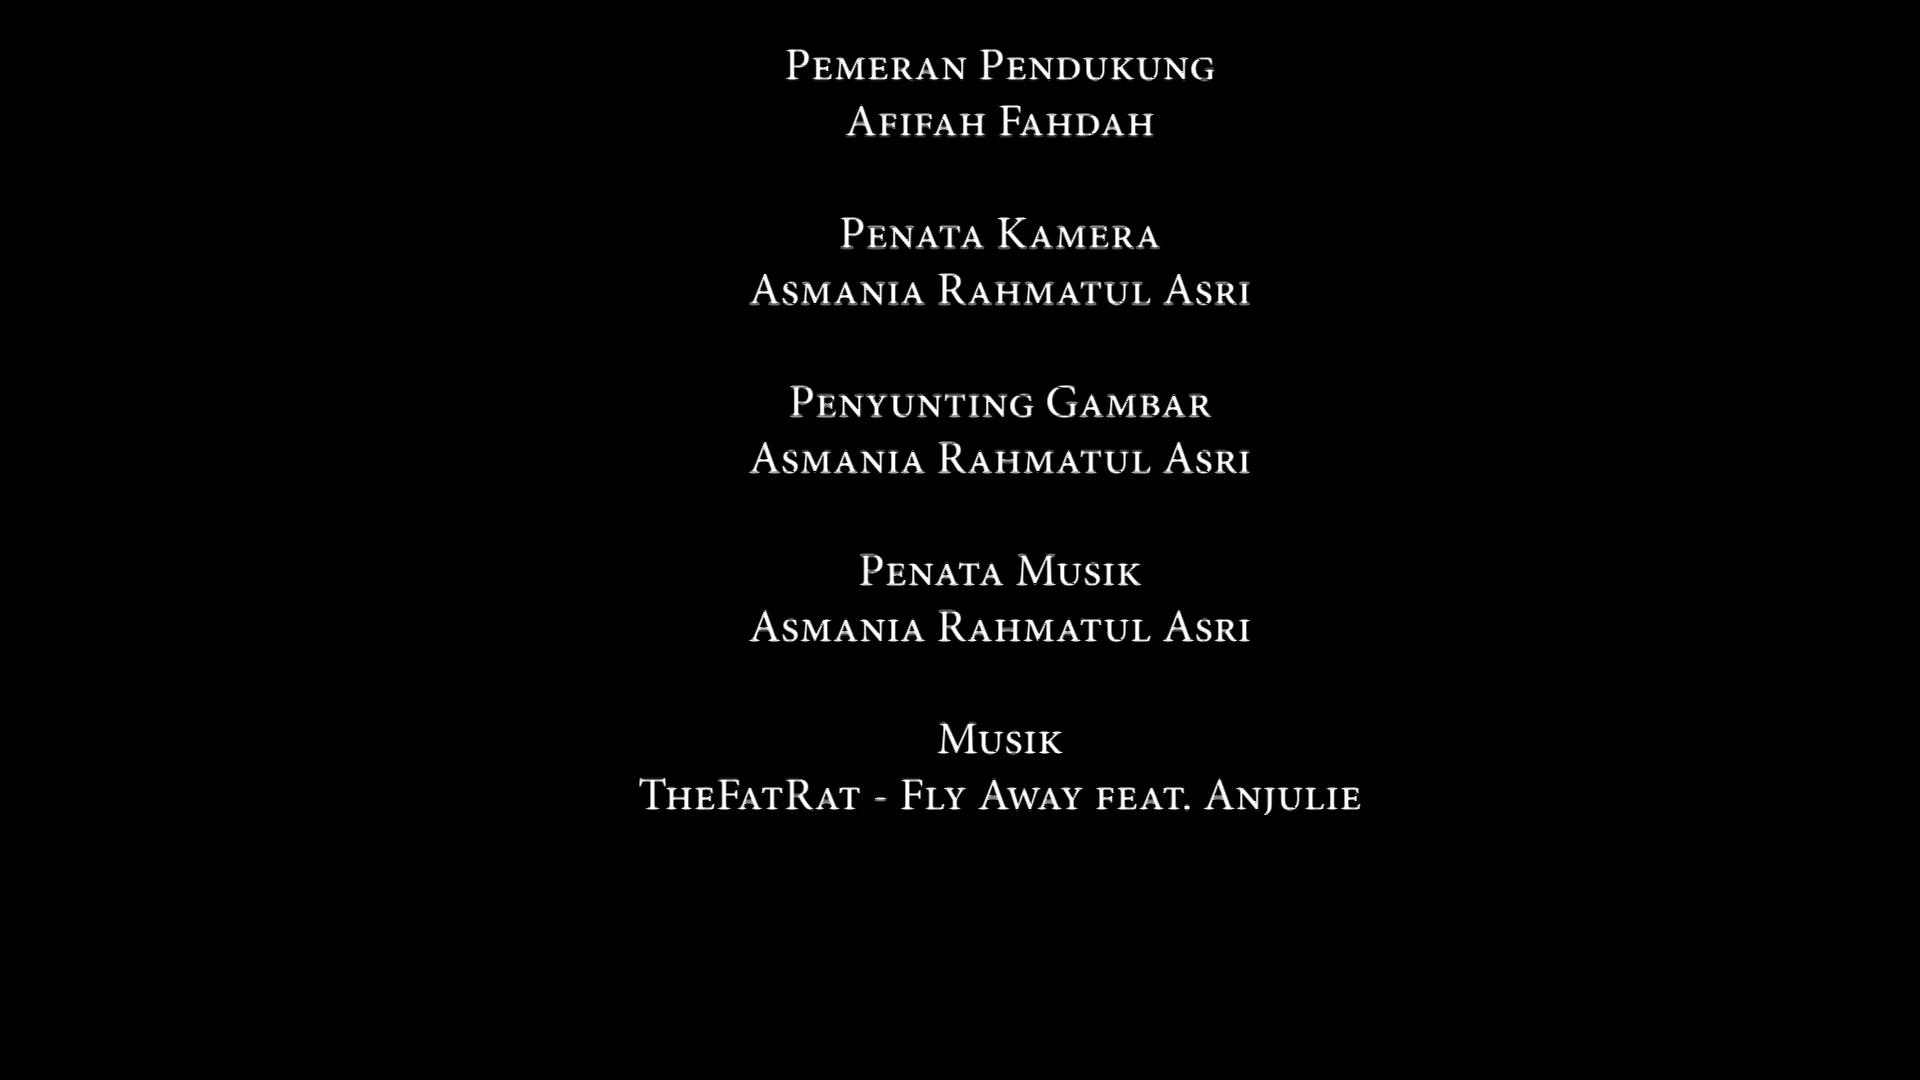 Pemeran Pendukung
Afifah Fahdah
Penata Kamera
Asmania Rahmatul Asri
Penyunting Gambar
Asmania Rahmatul Asri
Penata Musik
Asmania Rahmatul Asri
Musik
TheFatRat - Fly Away feat. Anjulie